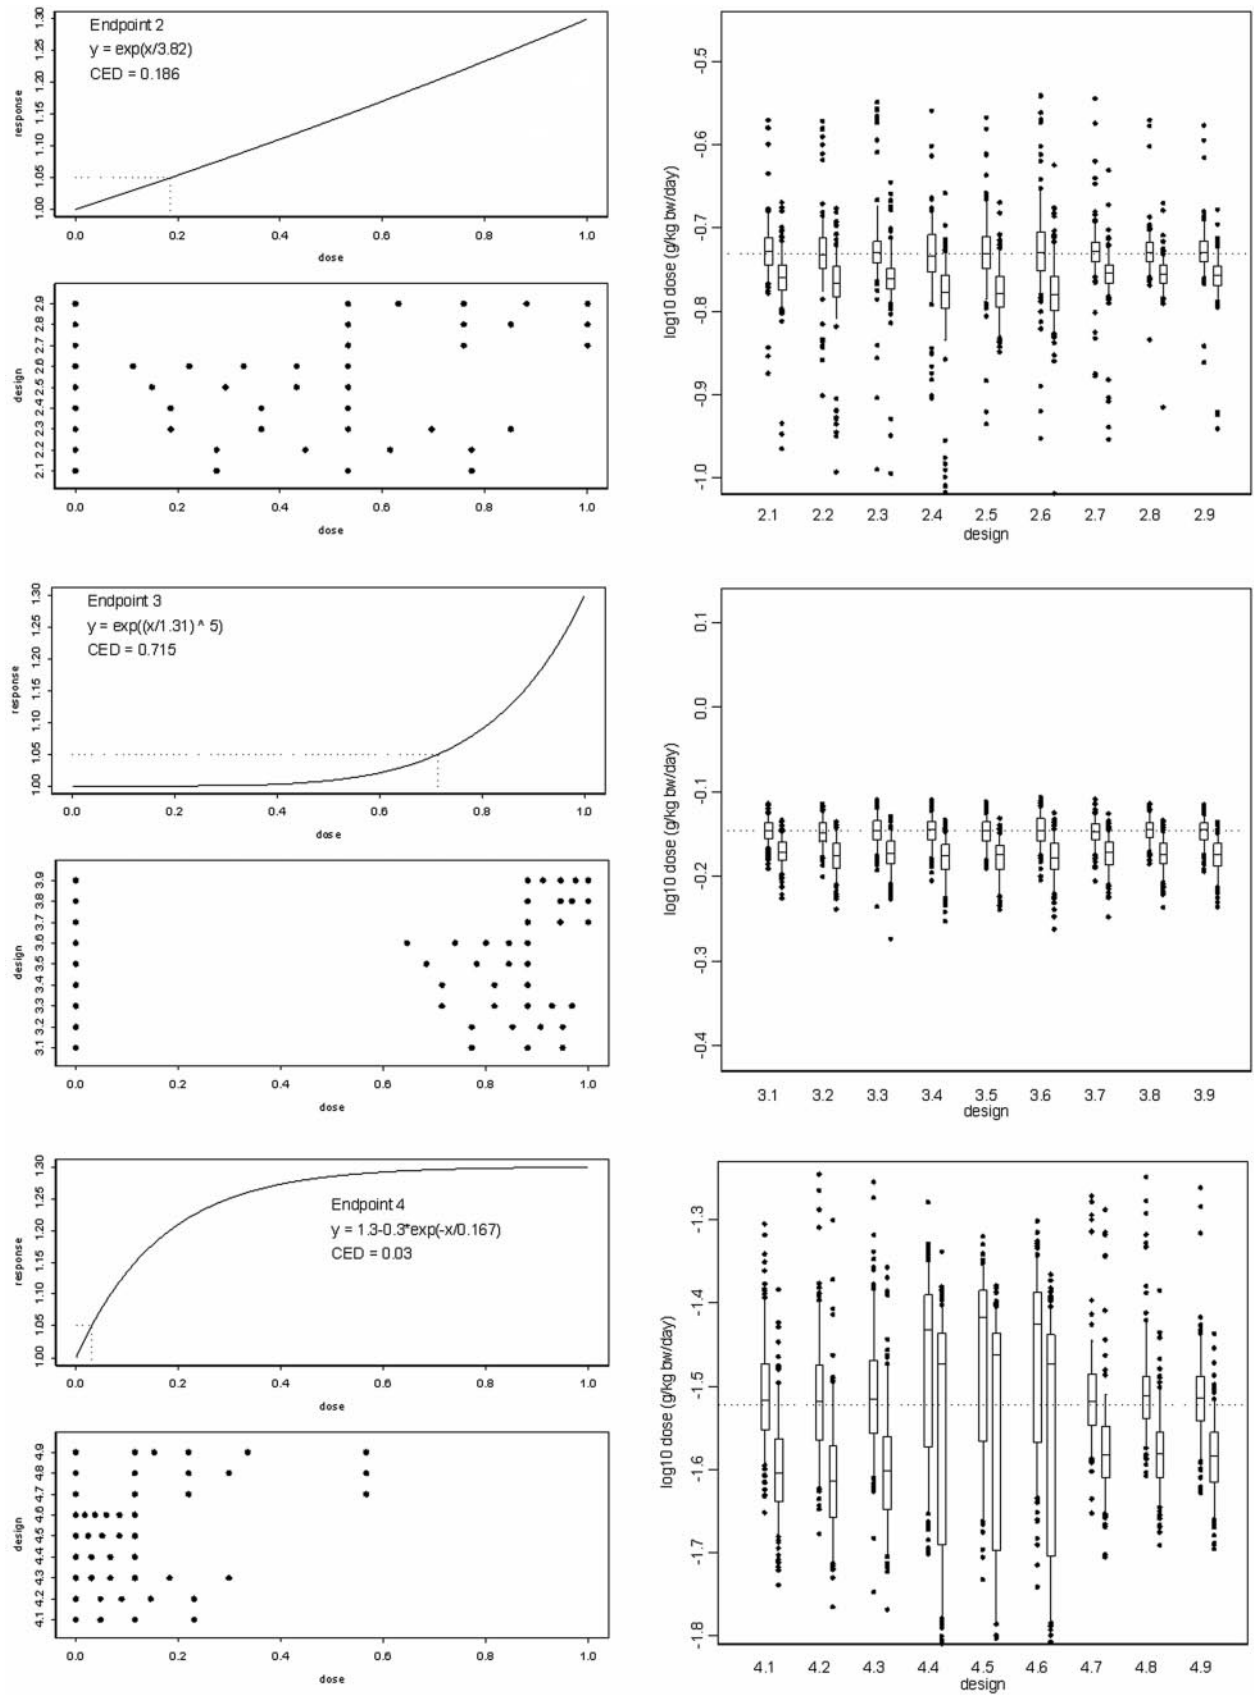 1.30
1.25
1.20
1.15
1.10
1.05
1.00
response
Endpoint 2
y = exp(x/3.82)
CED = 0.186
0.0 0.2 0.4 0.6 0.8 1.0
dose
2.9
2.8
2.7
2.6
2.5
2.4
2.3
2.2
2.1
design
0.0 0.2 0.4 0.6 0.8 1.0
dose
-0.5
-0.6
-0.7
-0.8
-0.9
-1.0
log10 dose (g/kg bw/day)
2.1 2.2 2.3 2.4 2.5 2.6 2.7 2.8 2.9
design
1.30
1.25
1.20
1.15
1.10
1.05
1.00
response
Endpoint 3
y = exp((x/1.31) ^ 5)
CED = 0.715
0.0 0.2 0.4 0.6 0.8 1.0
dose
3.9
3.8
3.7
3.6
3.5
3.4
3.3
3.2
3.1
design
0.0 0.2 0.4 0.6 0.8 1.0
dose
0.1
0.0
-0.1
-0.2
-0.3
-0.4
log10 dose (g/kg bw/day)
3.1 3.2 3.3 3.4 3.5 3.6 3.7 3.8 3.9
design
1.30
1.25
1.20
1.15
1.10
1.05
1.00
response
Endpoint 4
y = 1.3-0.3*exp(-x/0.167)
CED = 0.03
0.0 0.2 0.4 0.6 0.8 1.0
dose
4.9
4.8
4.7
4.6
4.5
4.4
4.3
4.2
4.1
design
0.0 0.2 0.4 0.6 0.8 1.0
dose
-1.3
-1.4
-1.5
-1.6
-1.7
-1.8
log10 dose (g/kg bw/day)
4.1 4.2 4.3 4.4 4.5 4.6 4.7 4.8 4.9
design